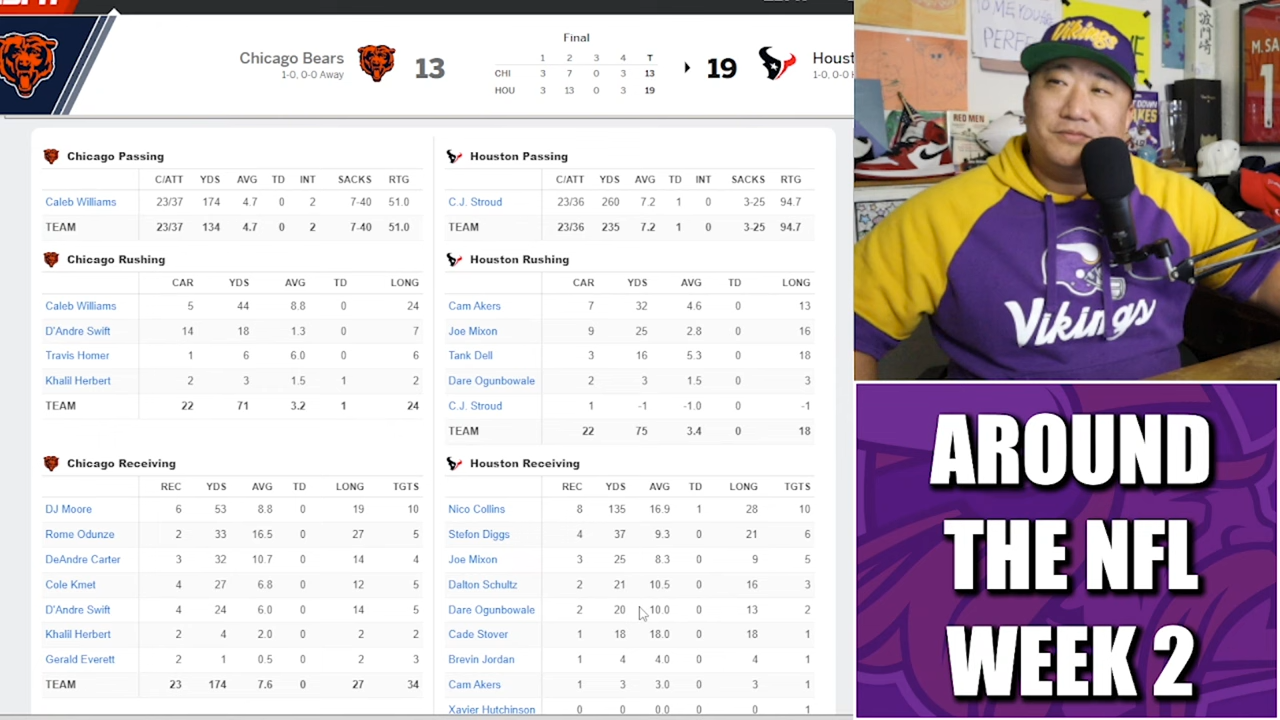 Chicago Bears
1-0, 0-0 Away
13
Final
1 2 3 4 T
CHI 3 7 0 3 13
HOU 3 13 0 3 19
19
Houst
1-0, 0-0
Chicago Passing
C/ATT YDS AVG TD INT SACKS RTG
Caleb Williams 23/37 174 4.7 0 2 7-40 51.0
TEAM 23/37 134 4.7 0 2 7-40 51.0
Chicago Rushing
CAR YDS AVG TD LONG
Caleb Williams 5 44 8.8 0 24
D'Andre Swift 14 18 1.3 0 7
Travis Homer 1 6 6.0 0 6
Khalil Herbert 2 3 1.5 1 2
TEAM 22 71 3.2 1 24
Chicago Receiving
REC YDS AVG TD LONG TGTS
DJ Moore 6 53 8.8 0 19 10
Rome Odunze 2 33 16.5 0 27 5
DeAndre Carter 3 32 10.7 0 14 4
Cole Kmet 4 27 6.8 0 12 5
D'Andre Swift 4 24 6.0 0 14 5
Khalil Herbert 2 4 2.0 0 2 2
Gerald Everett 2 1 0.5 0 2 3
TEAM 23 174 7.6 0 27 34
Houston Passing
C/ATT YDS AVG TD INT SACKS RTG
C.J. Stroud 23/36 260 7.2 1 0 3-25 94.7
TEAM 23/36 235 7.2 1 0 3-25 94.7
Houston Rushing
CAR YDS AVG TD LONG
Cam Akers 7 32 4.6 0 13
Joe Mixon 9 25 2.8 0 16
Tank Dell 3 16 5.3 0 18
Dare Ogunbowale 2 3 1.5 0 3
C.J. Stroud 1 -1 -1.0 0 -1
TEAM 22 75 3.4 0 18
Houston Receiving
REC YDS AVG TD LONG TGTS
Nico Collins 8 135 16.9 1 28 10
Stefon Diggs 4 37 9.3 0 21 6
Joe Mixon 3 25 8.3 0 9 5
Dalton Schultz 2 21 10.5 0 16 3
Dare Ogunbowale 2 20 10.0 0 13 2
Cade Stover 1 18 18.0 0 18 1
Brevin Jordan 1 4 4.0 0 4 1
Cam Akers 1 3 3.0 0 3 1
Xavier Hutchinson 0 0 0.0 0 0 1
TO ME YOU
PERF
Vikings
RED MEN
M. SA
1
Vikings
AROUND
THE NFL
WEEK 2